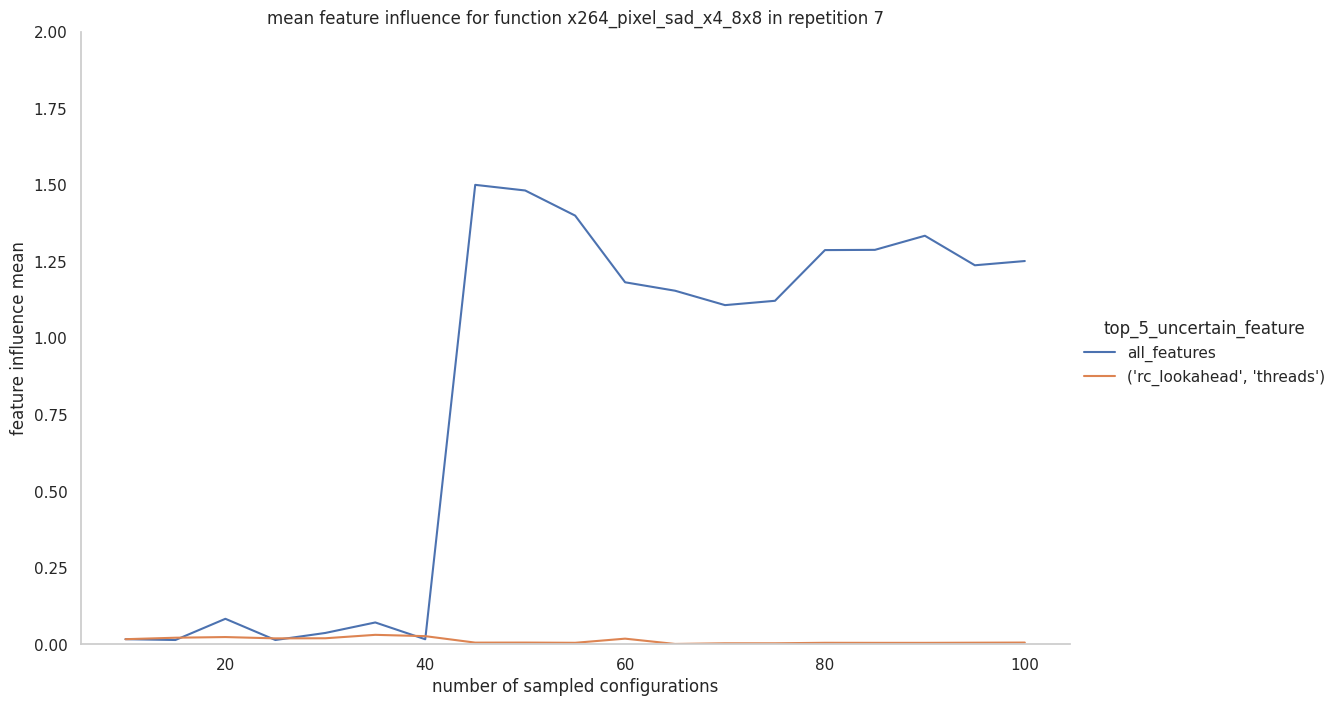 mean feature influence for function x264_pixel_sad_x4_8x8 in repetition 7
2.00
1.75
1.50
1.25
1.00
0.75
0.50
0.25
0.00
feature influence mean
20 40 60 80 100
number of sampled configurations
top_5_uncertain_feature
all_features
('rc_lookahead', 'threads')